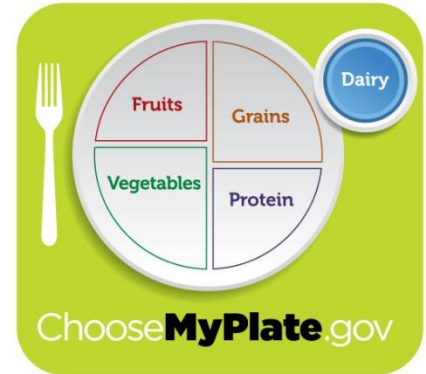 Dairy
Fruits
Grains
Vegetables
Protein
ChooseMyPlate.gov